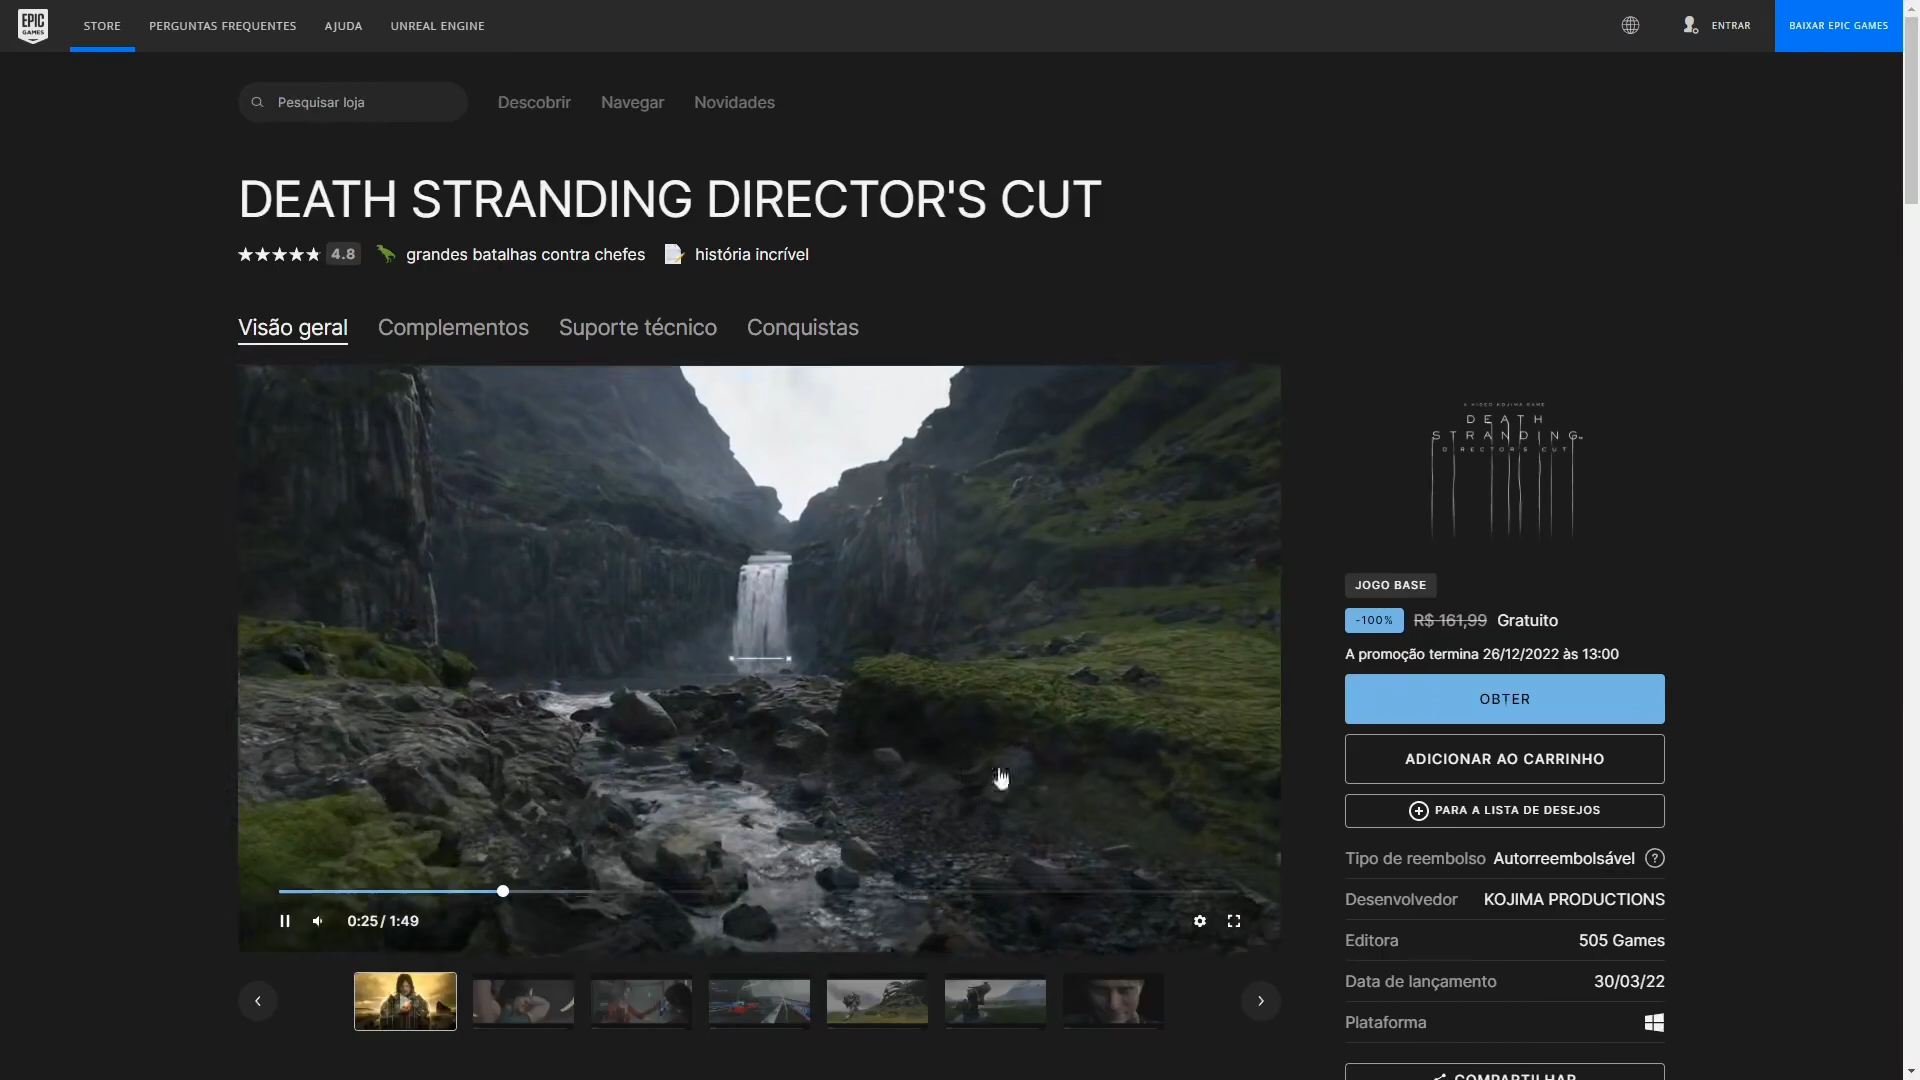 EPIC GAMES
STORE
PERGUNTAS FREQUENTES
AJUDA
UNREAL ENGINE
ENTRAR
BAIXAR EPIC GAMES
Pesquisar loja
Descobrir
Navegar
Novidades
DEATH STRANDING DIRECTOR'S CUT
4.8
grandes batalhas contra chefes
história incrível
Visão geral
Complementos
Suporte técnico
Conquistas
0:25 / 1:49
A HIDEO KOJIMA GAME
DEATH
STRANDING
DIRECTOR'S CUT
JOGO BASE
-100% R$ 161,99 Gratuito
A promoção termina 26/12/2022 às 13:00
OBTER
ADICIONAR AO CARRINHO
PARA A LISTA DE DESEJOS
Tipo de reembolso Autorreembolsável
Desenvolvedor KOJIMA PRODUCTIONS
Editora 505 Games
Data de lançamento 30/03/22
Plataforma
COMPARTILHAR